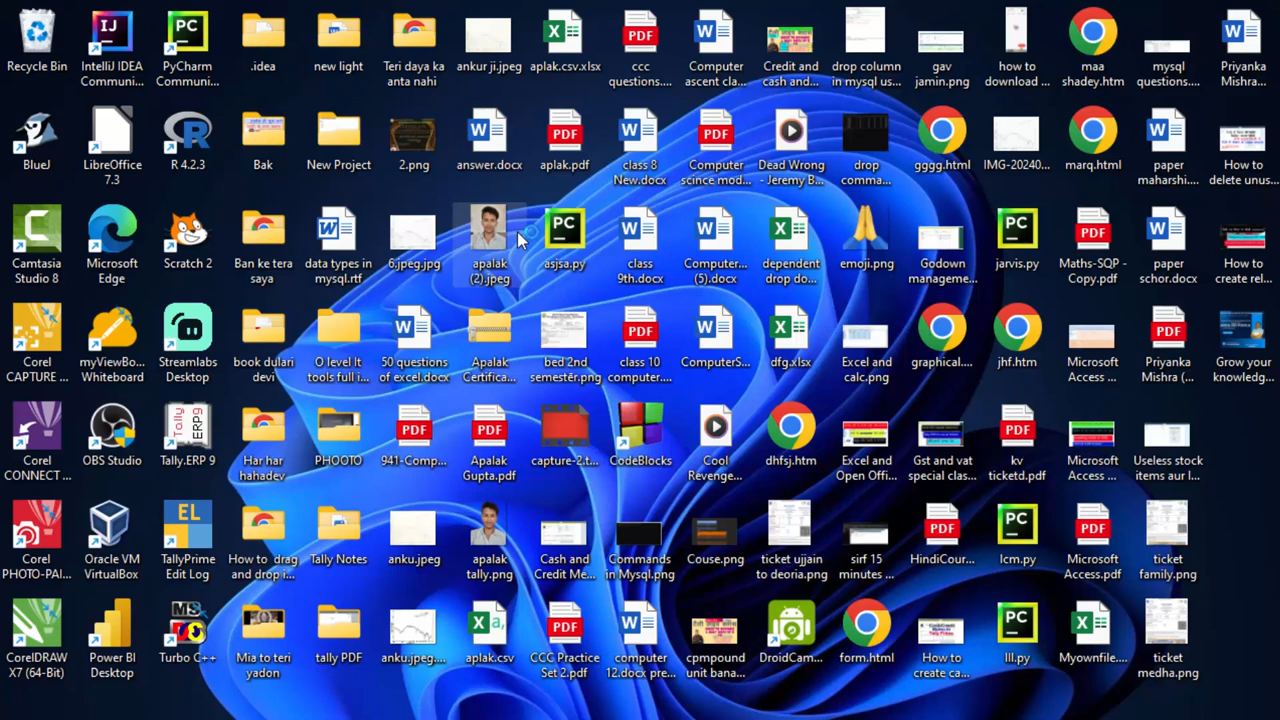 Recycle Bin
IntelliJ IDEA
Communi...
PyCharm
Communi...
.idea
new light
Teri daya ka
anta nahi
ankur ji.jpeg
aplak.csv.xlsx
ccc
questions....
Computer
ascent cla...
Credit and
cash and...
drop column
in mysql us...
gav
jamin.png
how to
download ...
maa
shadey.htm
mysql
questions....
Priyanka
Mishra...
BlueJ
LibreOffice
7.3
R 4.2.3
Bak
New Project
2.png
answer.docx
aplak.pdf
class 8
New.docx
Computer
scince mod...
Dead Wrong
- Jeremy B...
drop
comma...
gggg.html
IMG-20240...
marq.html
paper
maharshi...
How to
delete unus...
Camtasia
Studio 8
Microsoft
Edge
Scratch 2
Ban ke tera
saya
data types in
mysql.rtf
6.jpeg.jpg
apalak
(2).jpeg
asjsa.py
class
9th.docx
Computer...
(5).docx
dependent
drop do...
emoji.png
Godown
manageme...
jarvis.py
Maths-SQP -
Copy.pdf
paper
schor.docx
How to
create rel...
Corel
CAPTURE ...
myViewBo...
Whiteboard
Streamlabs
Desktop
book dulari
devi
O level It
tools full i...
50 questions
of excel.docx
Apalak
Certifica...
bed 2nd
semester.png
class 10
computer....
ComputerS...
dfg.xlsx
Excel and
calc.png
graphical....
jhf.htm
Microsoft
Access ...
Priyanka
Mishra (...
Grow your
knowledg...
Corel
CONNECT ...
OBS Studio
Tally.ERP 9
Har har
hahadev
PHOOTO
941-Comp...
Apalak
Gupta.pdf
capture-2.t...
CodeBlocks
Cool
Revenge...
dhfsj.htm
Excel and
Open Offi...
Gst and vat
special clas...
kv
ticketd.pdf
Microsoft
Access ...
Useless stock
items aur l...
Corel
PHOTO-PAI...
Oracle VM
VirtualBox
TallyPrime
Edit Log
How to drag
and drop i...
Tally Notes
anku.jpeg
apalak
tally.png
Cash and
Credit Me...
Commands
in Mysql.png
Couse.png
ticket ujjain
to deoria.png
sirf 15
minutes ...
HindiCour...
lcm.py
Microsoft
Access.pdf
ticket
family.png
CorelDRAW
X7 (64-Bit)
Power BI
Desktop
Turbo C++
Mia to teri
yadon
tally PDF
anku.jpeg....
aplak.csv
CCC Practice
Set 2.pdf
computer
12.docx pre...
cpmpound
unit bana...
DroidCam...
form.html
How to
create ca...
lll.py
Myownfile....
ticket
medha.png